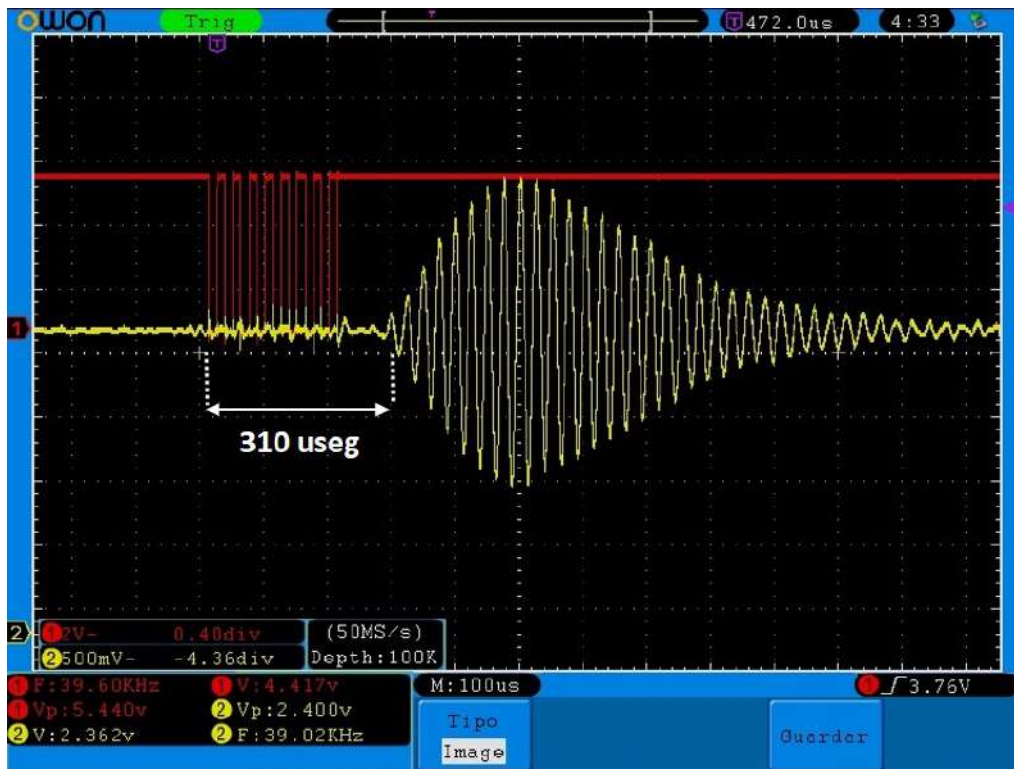 OWON Trig T 472.0us 4:33
T
1
310 useg
2
1 2V~ 0.40div (50MS/s)
2 500mV~ -4.36div Depth:100K
1 F:39.60KHz 1 V:4.417v M:100us 1 3.76V
1 Vp:5.440v 2 Vp:2.400v
2 V:2.362v 2 F:39.02KHz
Tipo
Image
Guardar